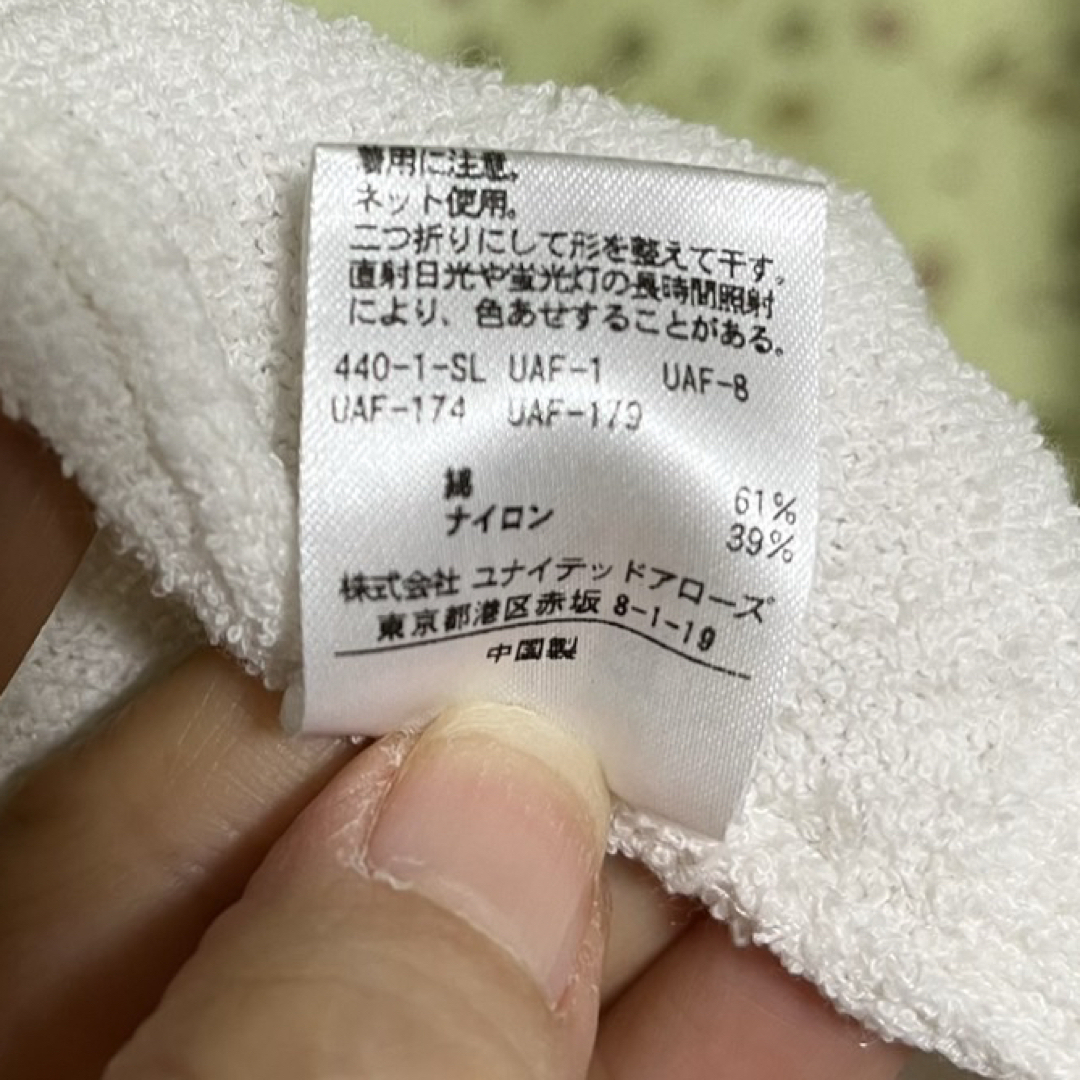 着用に注意。
ネット使用。
二つ折りにして形を整えて干す。
直射日光や蛍光灯の長時間照射
により、色あせすることがある。
440-1-SL UAF-1 UAF-8
UAF-174 UAF-179
綿 61%
ナイロン 39%
株式会社 ユナイテッドアローズ
東京都港区赤坂 8-1-19
中国製